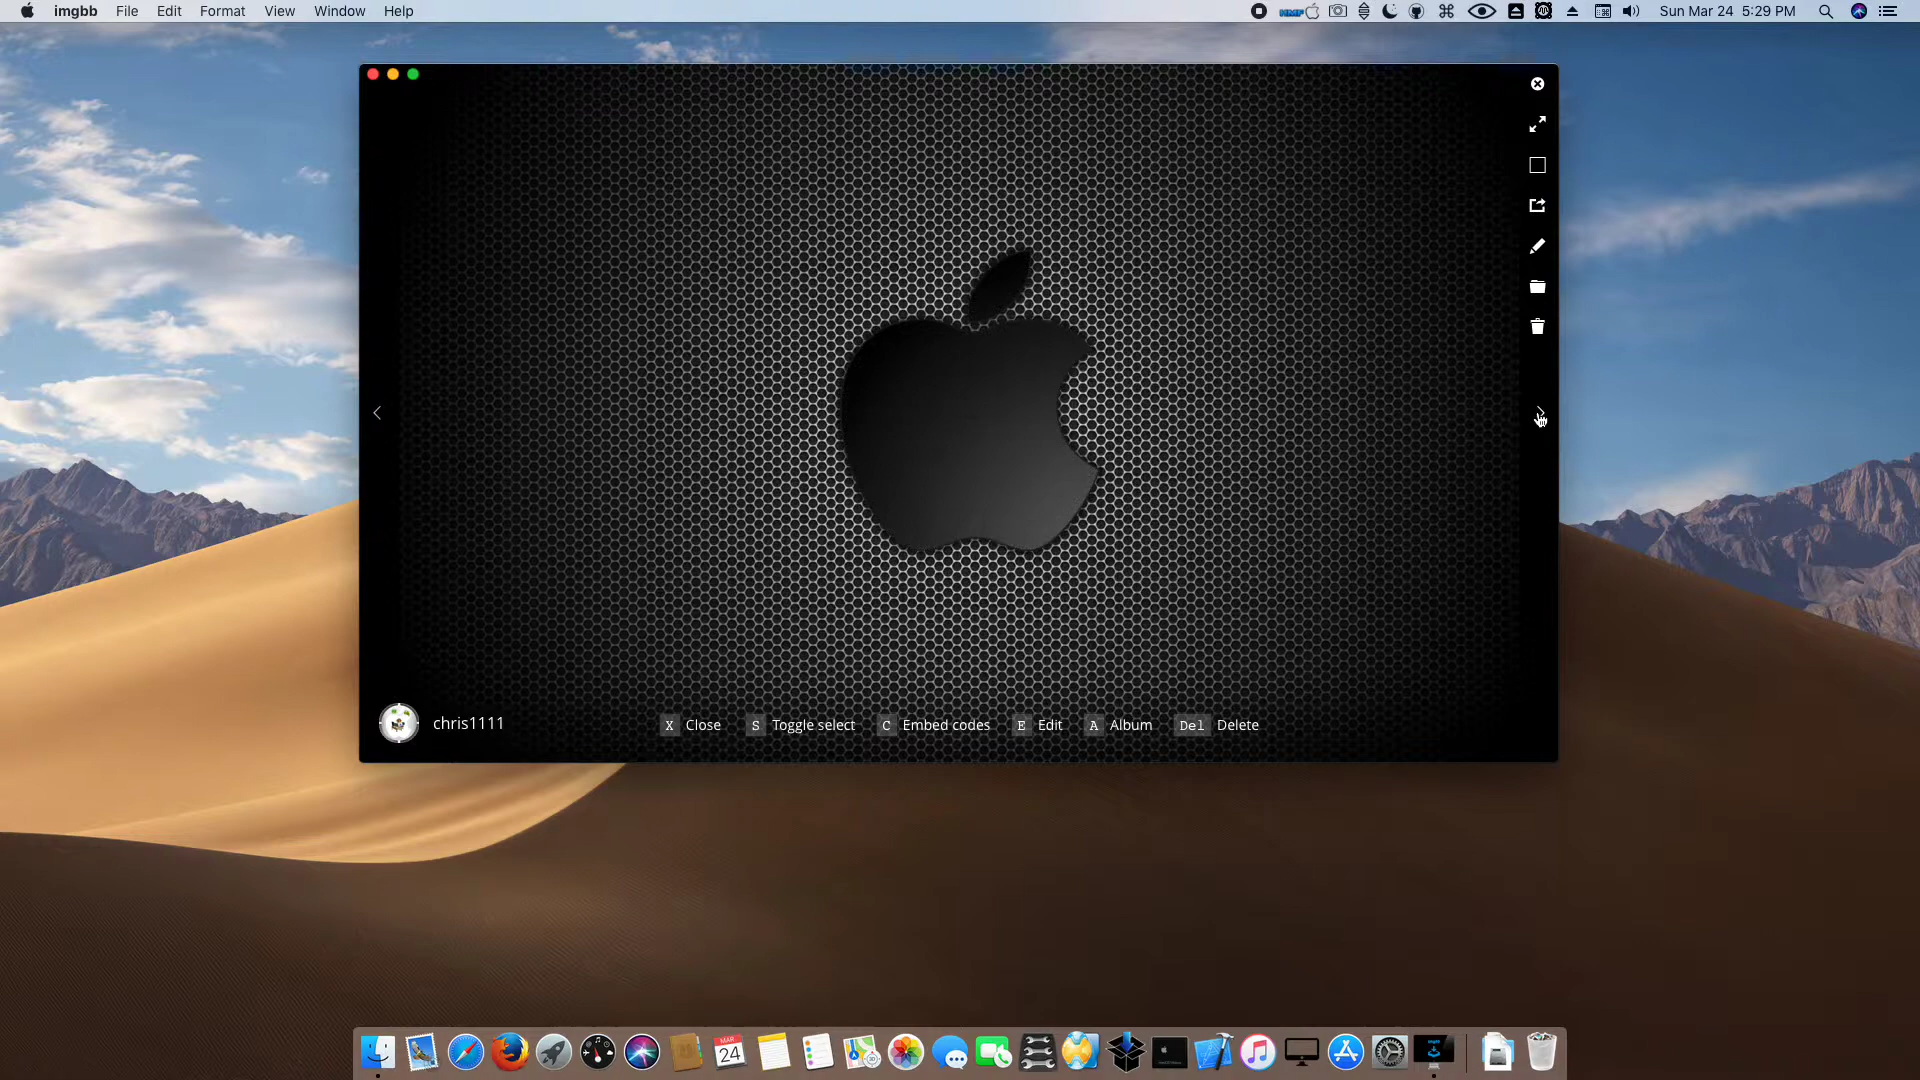 imgbb File Edit Format View Window Help
Sun Mar 24 5:29 PM
chris1111
X Close S Toggle select C Embed codes E Edit A Album Del Delete
MAR
24